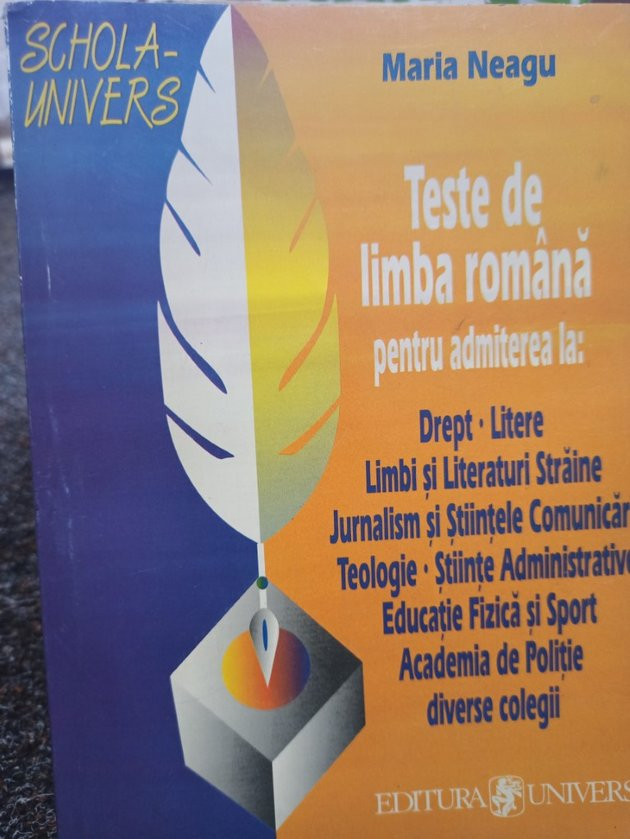 SCHOLA-
UNIVERS
Maria Neagu
Teste de
limba română
pentru admiterea la:
Drept · Litere
Limbi și Literaturi Străine
Jurnalism și Științele Comunicări
Teologie · Științe Administrative
Educație Fizică și Sport
Academia de Poliție
diverse colegii
EDITURA UNIVERS